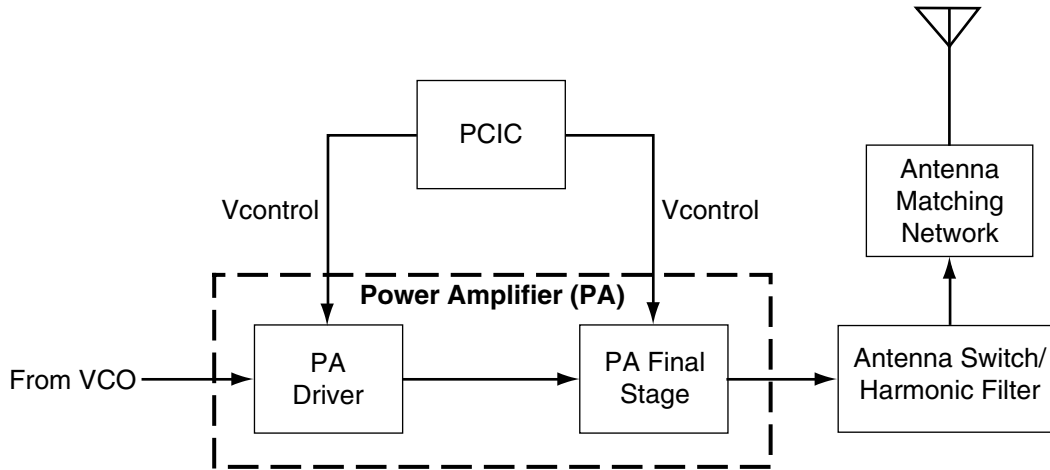 PCIC
Vcontrol
Vcontrol
Antenna
Matching
Network
Power Amplifier (PA)
From VCO
PA
Driver
PA Final
Stage
Antenna Switch/
Harmonic Filter